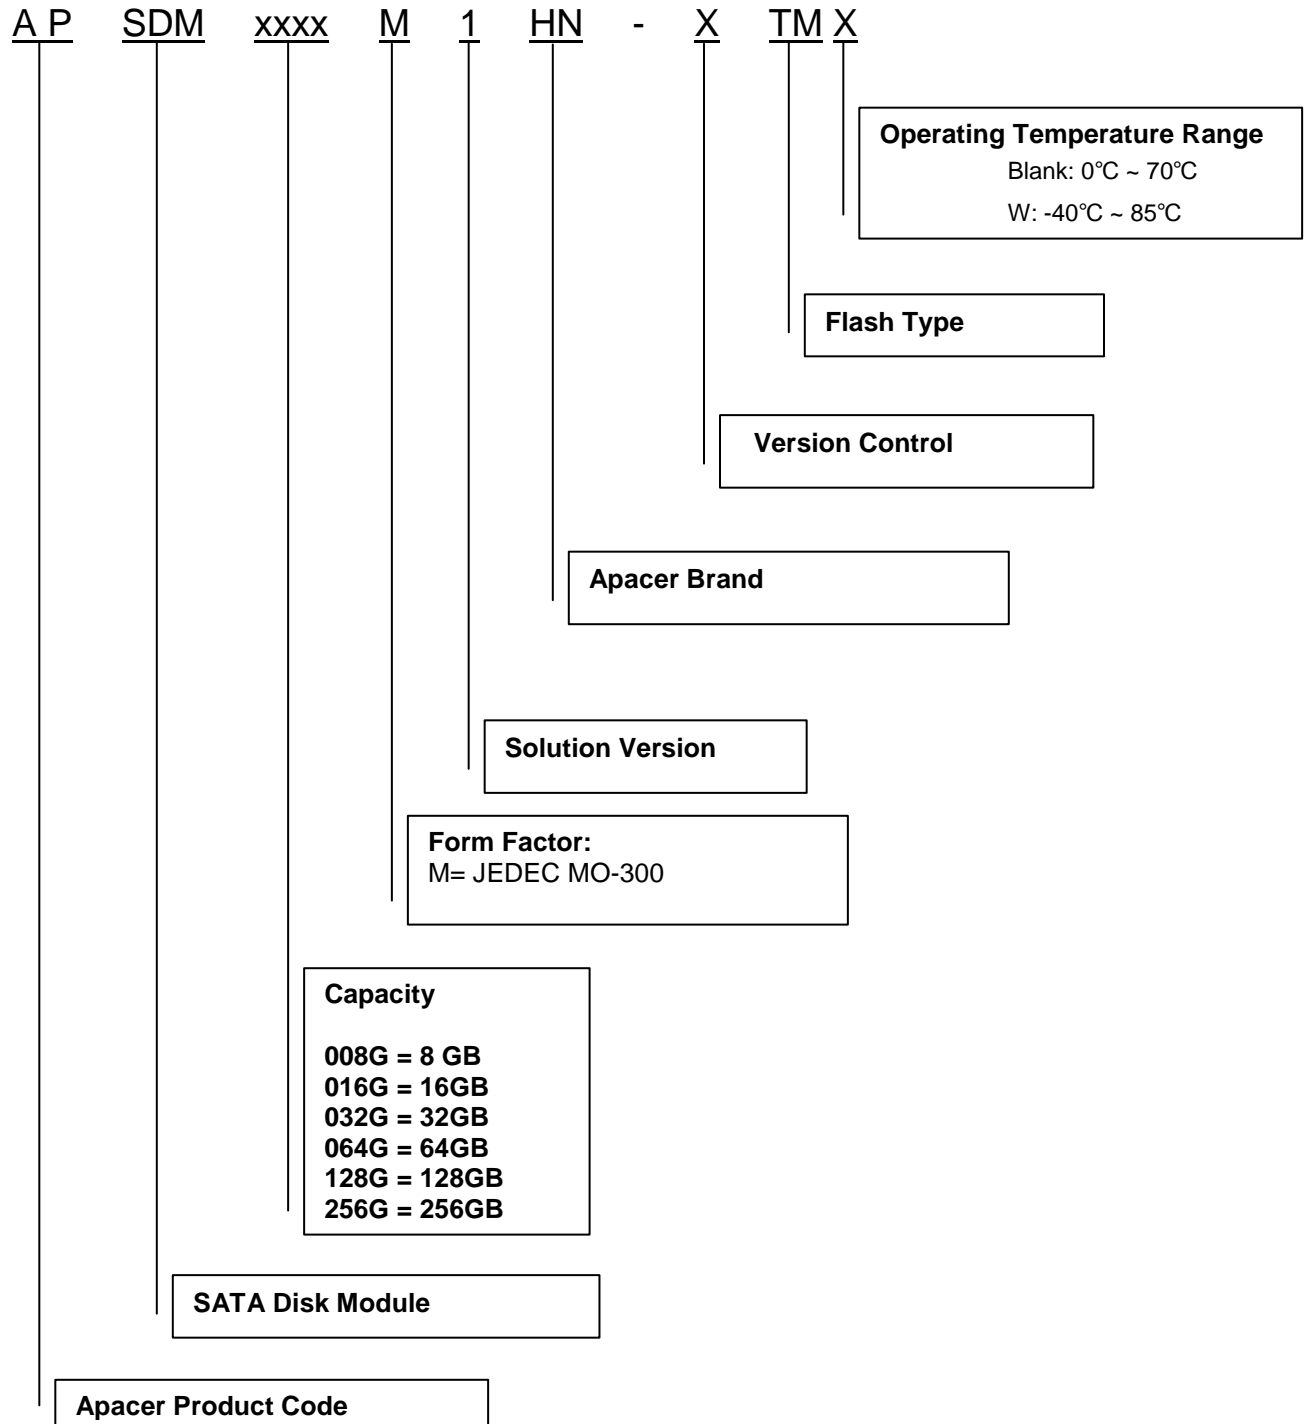 A P SDM xxxx M 1 HN - X TM X
Operating Temperature Range
Blank: 0℃ ~ 70℃
W: -40℃ ~ 85℃
Flash Type
Version Control
Apacer Brand
Solution Version
Form Factor:
M= JEDEC MO-300
Capacity
008G = 8 GB
016G = 16GB
032G = 32GB
064G = 64GB
128G = 128GB
256G = 256GB
SATA Disk Module
Apacer Product Code